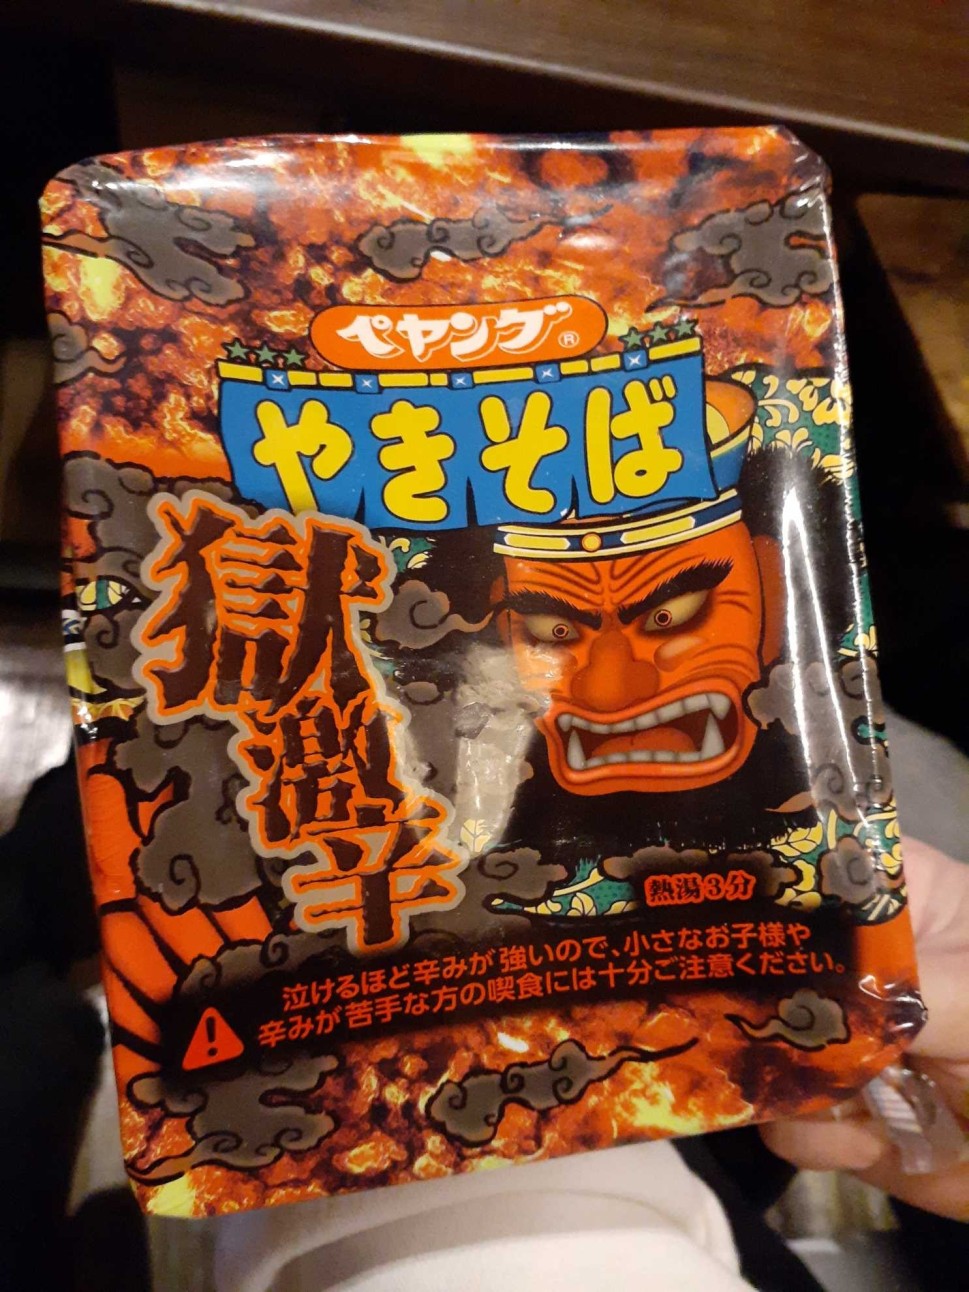 ペヤング®
やきそば
獄激辛
熱湯3分
泣けるほど辛みが強いので、小さなお子様や
辛みが苦手な方の喫食には十分ご注意ください。